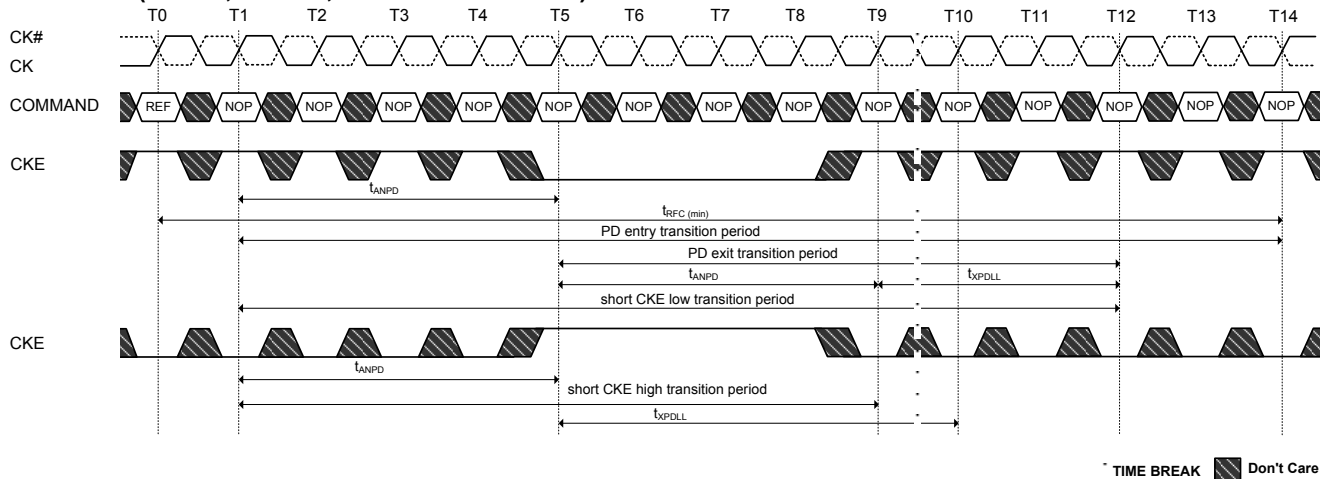 T0 T1 T2 T3 T4 T5 T6 T7 T8 T9 T10 T11 T12 T13 T14
CK#
CK
COMMAND REF NOP NOP NOP NOP NOP NOP NOP NOP NOP NOP NOP NOP NOP NOP
CKE
tANPD
tRFC (min)
PD entry transition period
PD exit transition period
tANPD tXPDLL
short CKE low transition period
CKE
tANPD
short CKE high transition period
tXPDLL
TIME BREAK Don't Care